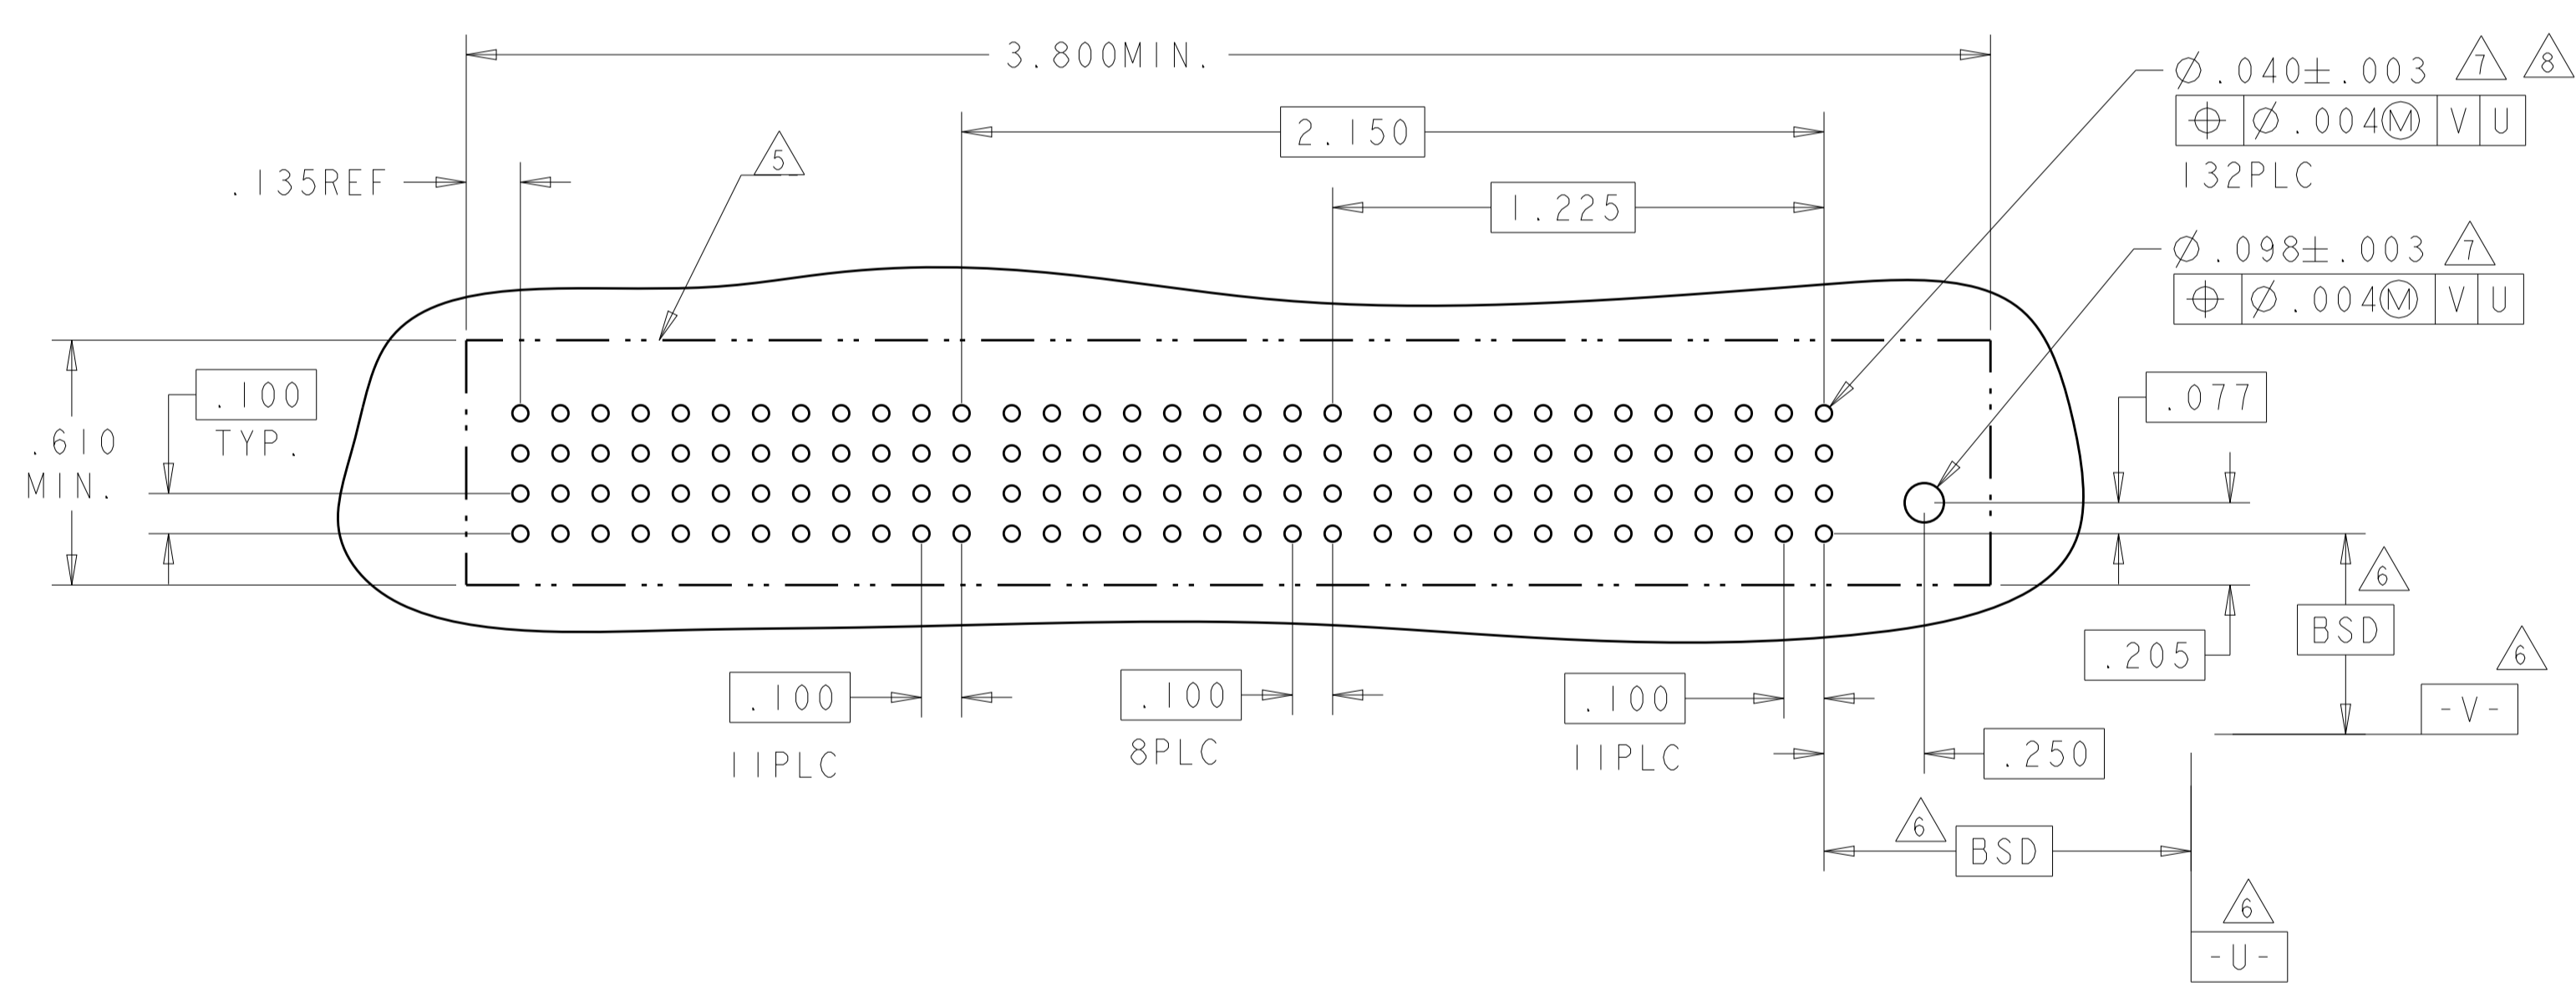 3.800MIN.
Ø.040±.003 7 8
⌖ Ø.004Ⓜ V U
132PLC
2.150
5
.135REF
1.225
Ø.098±.003 7
⌖ Ø.004Ⓜ V U
.100
TYP.
.610
MIN.
.077
6
BSD
.205
6
-V-
.100
11PLC
.100
8PLC
.100
11PLC
.250
6
BSD
6
-U-